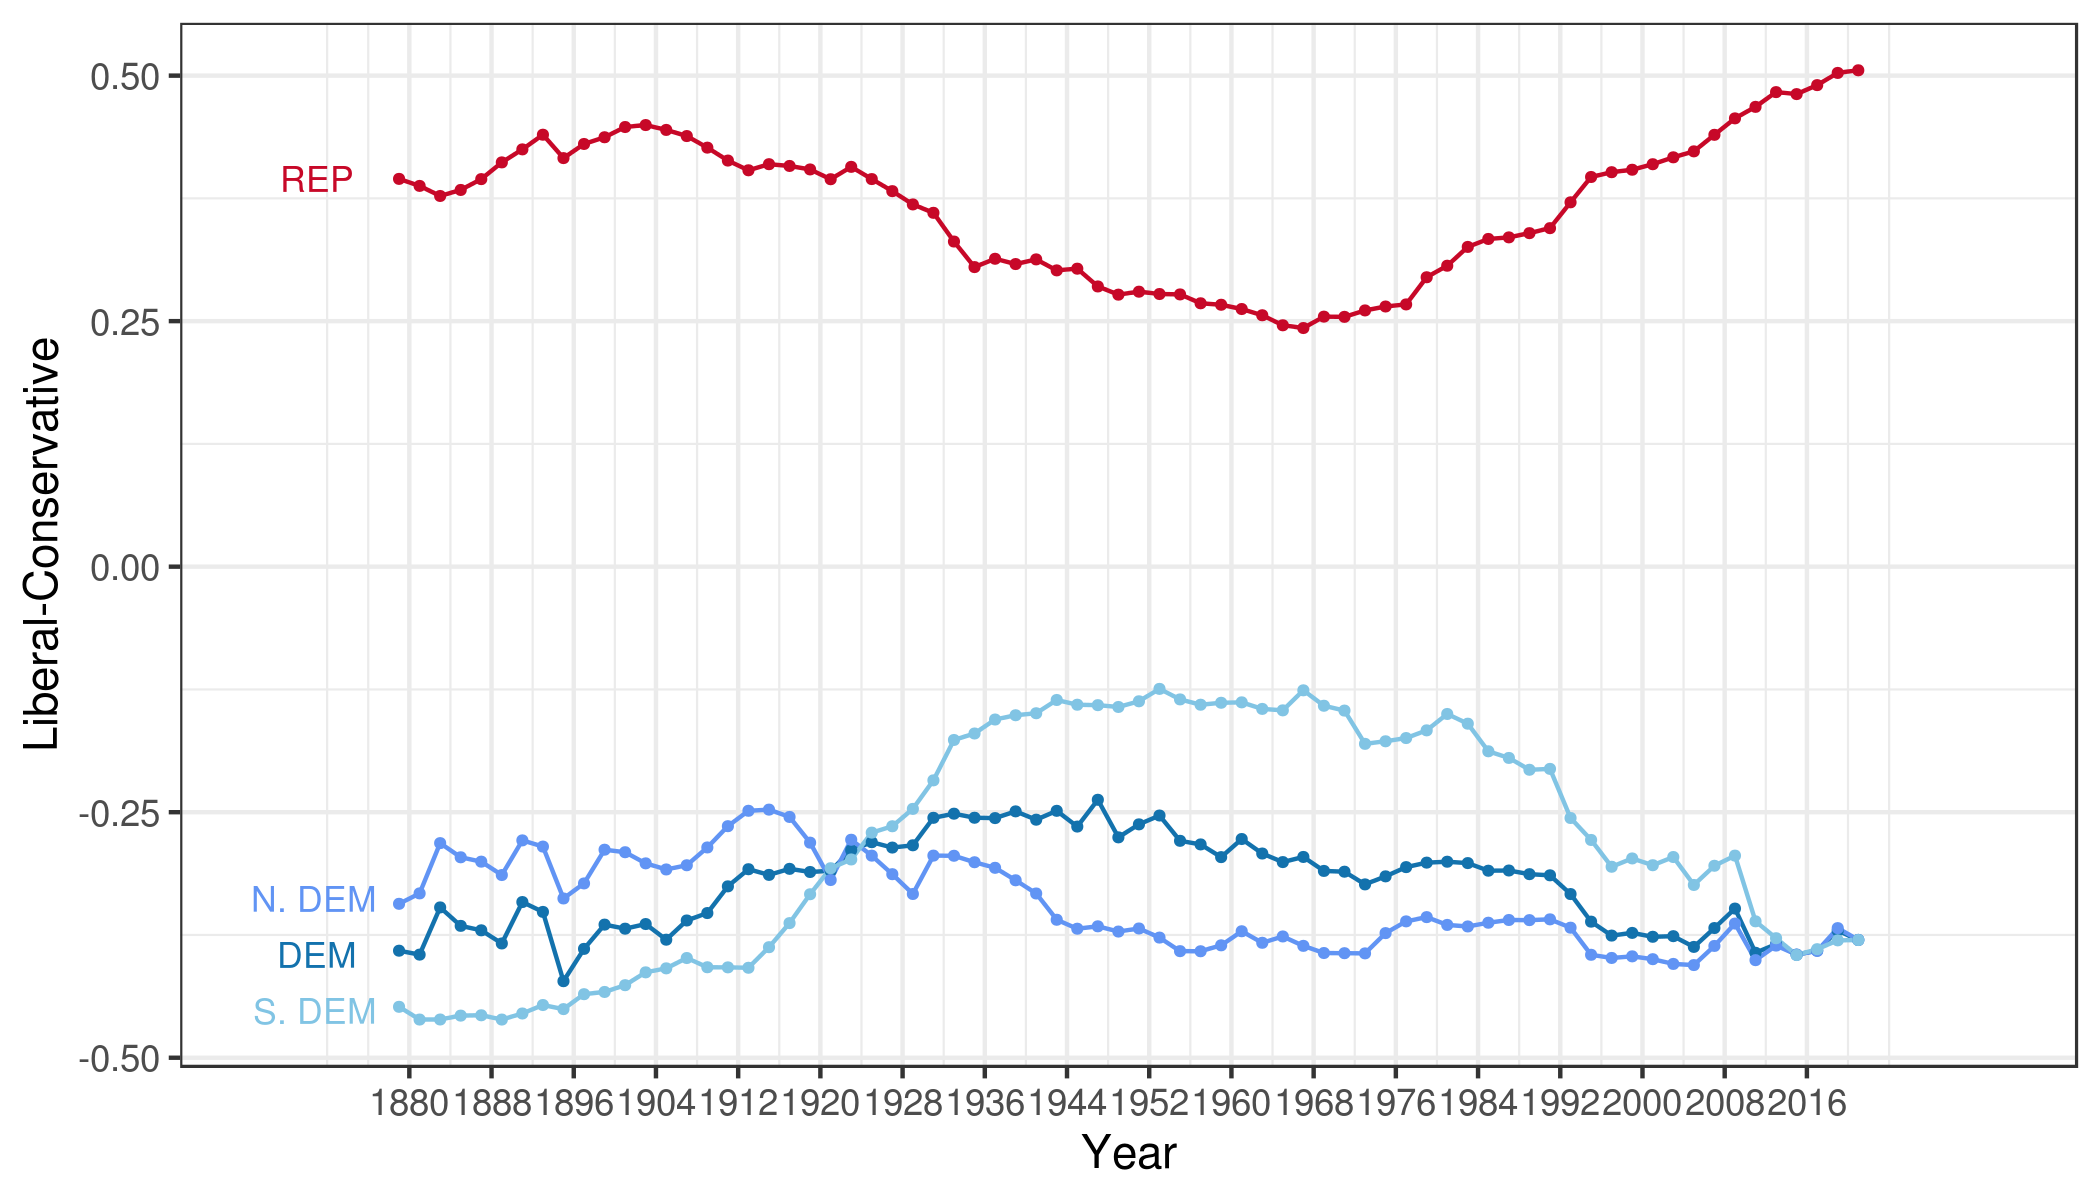 0.50
0.25
0.00
-0.25
-0.50
Liberal-Conservative
REP
N. DEM
DEM
S. DEM
1880 1888 1896 1904 1912 1920 1928 1936 1944 1952 1960 1968 1976 1984 1992 2000 2008 2016
Year